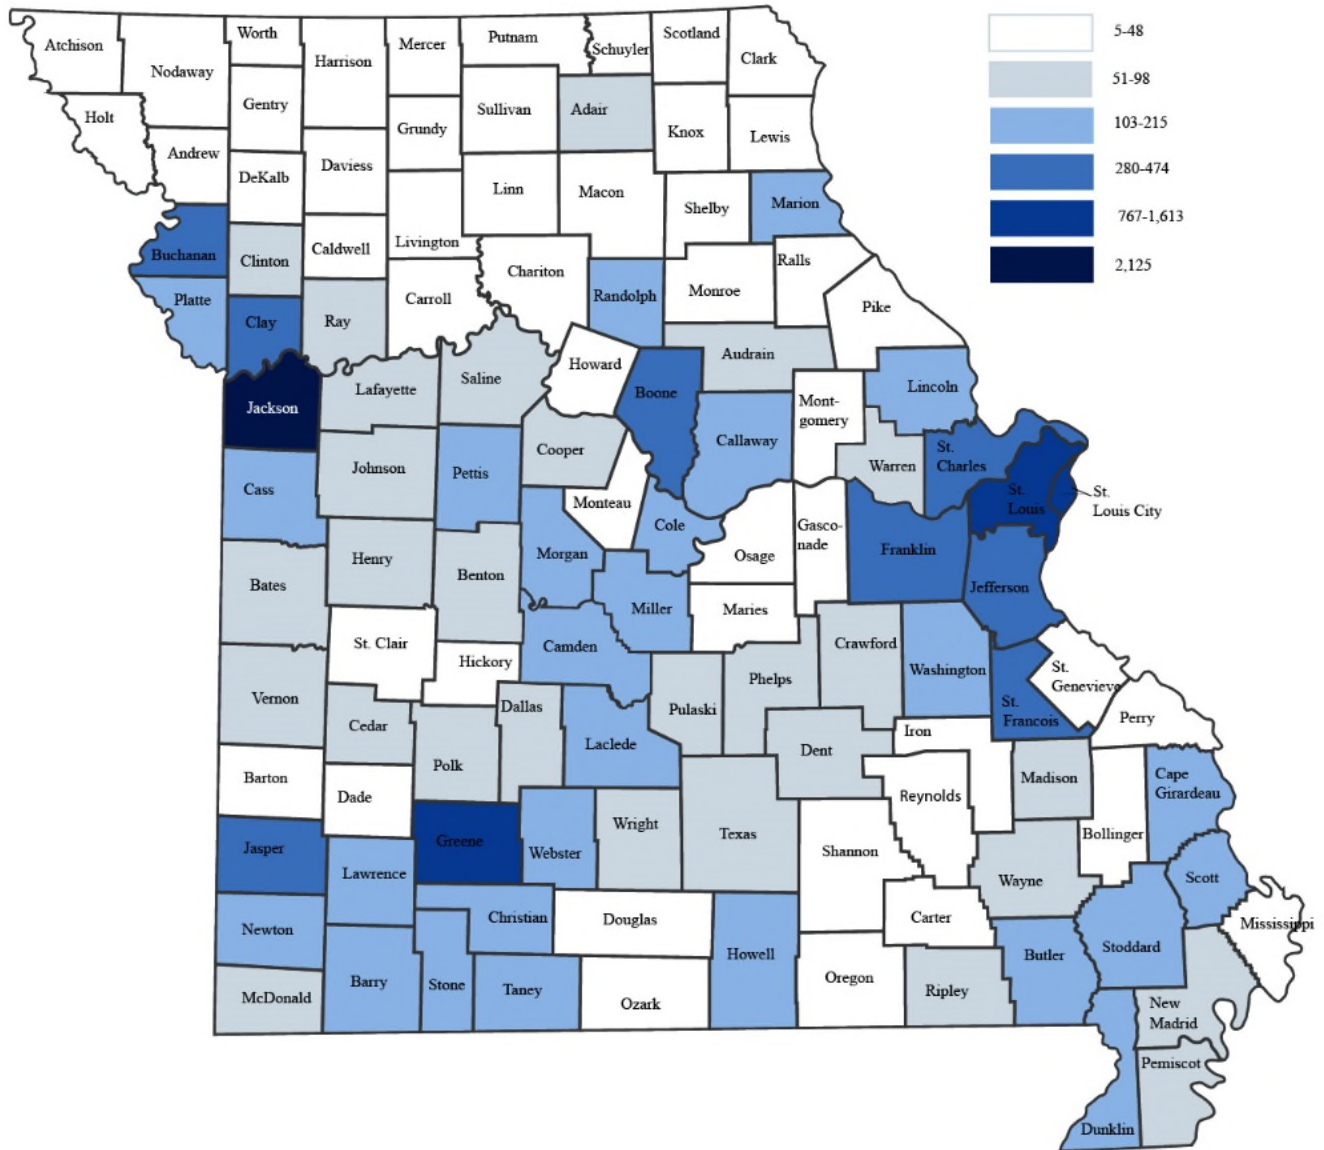 Atchison
Nodaway
Worth
Harrison
Mercer
Putnam
Schuyler
Scotland
Clark
5-48
51-98
103-215
280-474
767-1,613
2,125
Holt
Andrew
Gentry
DeKalb
Daviess
Grundy
Sullivan
Adair
Knox
Lewis
Linn
Macon
Shelby
Marion
Buchanan
Clinton
Caldwell
Livington
Chariton
Randolph
Monroe
Ralls
Pike
Platte
Clay
Ray
Carroll
Howard
Audrain
Jackson
Lafayette
Saline
Boone
Callaway
Mont-
gomery
Lincoln
Cass
Johnson
Pettis
Cooper
Monteau
Cole
Osage
Gasco-
nade
Warren
St.
Charles
St.
Louis
St.
Louis City
Franklin
Jefferson
Bates
Henry
Benton
Morgan
Miller
Maries
St. Clair
Hickory
Camden
Pulaski
Phelps
Crawford
Washington
St.
Francois
St.
Genevieve
Perry
Vernon
Cedar
Polk
Dallas
Laclede
Dent
Iron
Reynolds
Madison
Bollinger
Cape
Girardeau
Barton
Dade
Greene
Webster
Wright
Texas
Shannon
Wayne
Scott
Mississippi
Jasper
Lawrence
Christian
Douglas
Howell
Carter
Butler
Stoddard
Newton
Barry
Stone
Taney
Ozark
Oregon
Ripley
McDonald
New
Madrid
Pemiscot
Dunklin